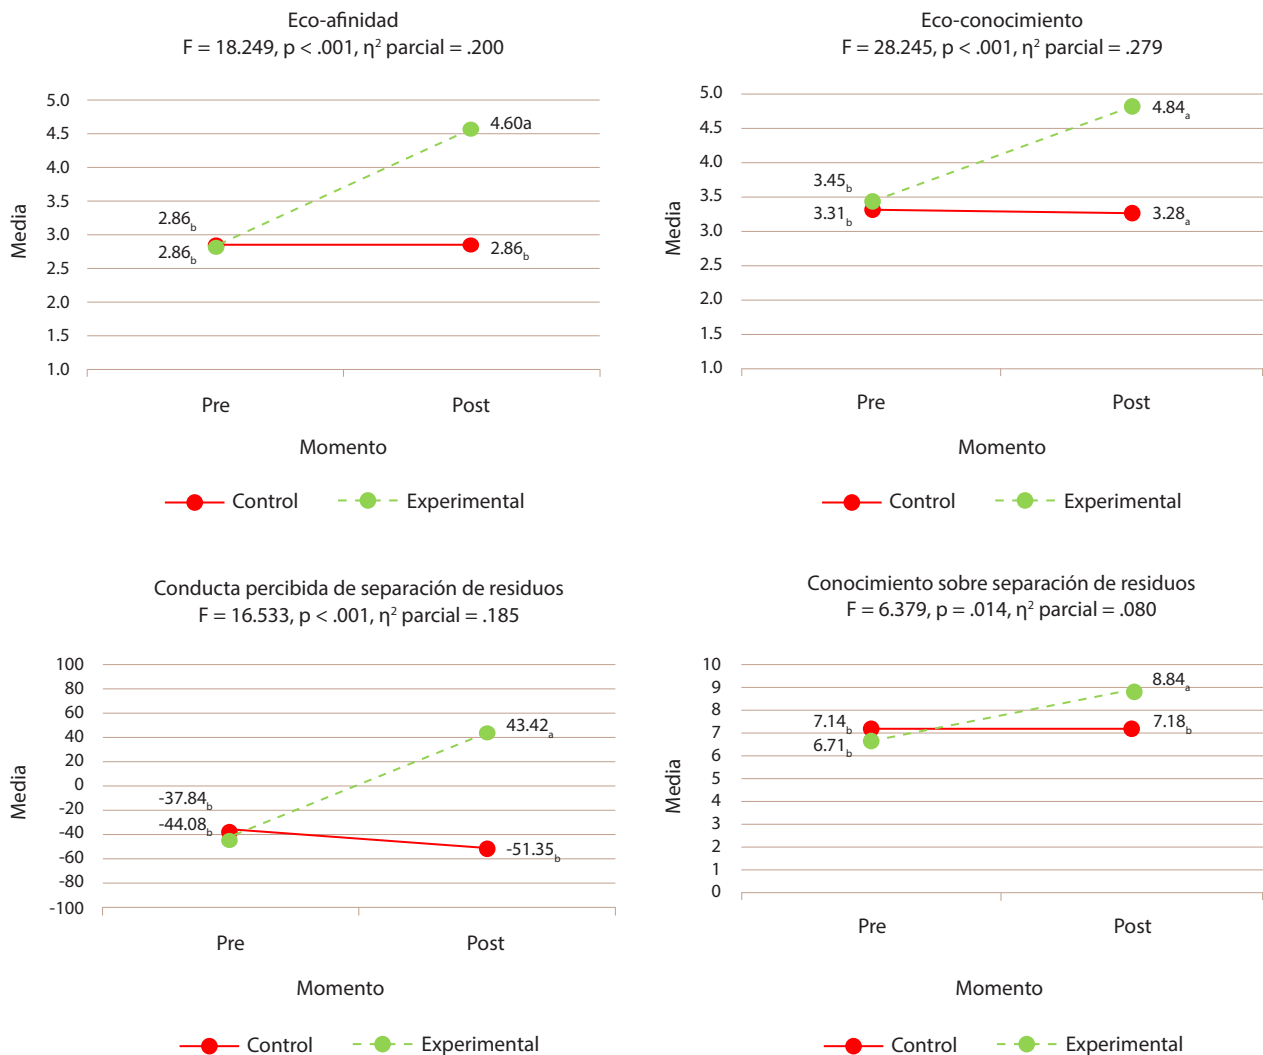 Eco-afinidad
F = 18.249, p < .001, η² parcial = .200
Media
5.0
4.5
4.0
3.5
3.0
2.5
2.0
1.5
1.0
2.86b
2.86b
4.60a
2.86b
Pre
Post
Momento
Control
Experimental
Eco-conocimiento
F = 28.245, p < .001, η² parcial = .279
Media
5.0
4.5
4.0
3.5
3.0
2.5
2.0
1.5
1.0
3.45b
3.31b
4.84a
3.28a
Pre
Post
Momento
Control
Experimental
Conducta percibida de separación de residuos
F = 16.533, p < .001, η² parcial = .185
Media
100
80
60
40
20
0
-20
-40
-60
-80
-100
-37.84b
-44.08b
43.42a
-51.35b
Pre
Post
Momento
Control
Experimental
Conocimiento sobre separación de residuos
F = 6.379, p = .014, η² parcial = .080
Media
10
9
8
7
6
5
4
3
2
1
0
7.14b
6.71b
8.84a
7.18b
Pre
Post
Momento
Control
Experimental